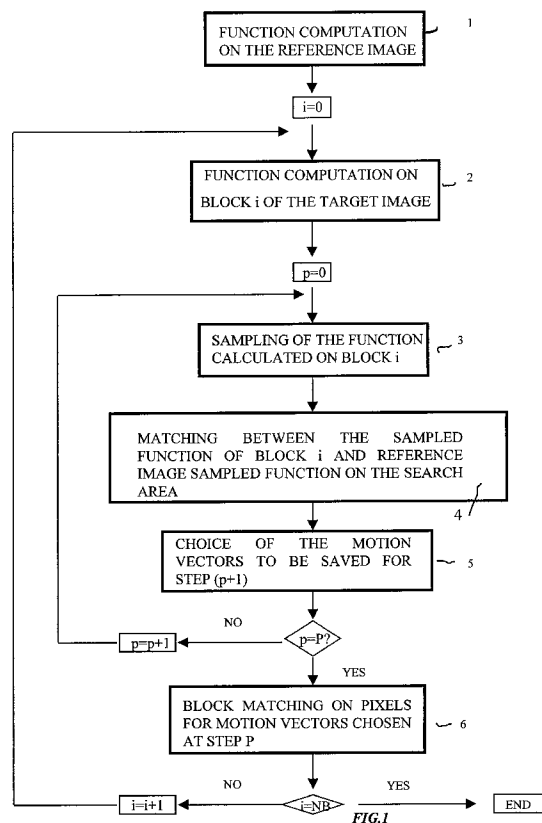 FUNCTION COMPUTATION
ON THE REFERENCE IMAGE
1
i=0
FUNCTION COMPUTATION ON
BLOCK i OF THE TARGET IMAGE
2
p=0
SAMPLING OF THE FUNCTION
CALCULATED ON BLOCK i
3
MATCHING BETWEEN THE SAMPLED
FUNCTION OF BLOCK i AND REFERENCE
IMAGE SAMPLED FUNCTION ON THE SEARCH
AREA
4
CHOICE OF THE MOTION
VECTORS TO BE SAVED FOR
STEP (p+1)
5
NO
p=p+1
p=P?
YES
BLOCK MATCHING ON PIXELS
FOR MOTION VECTORS CHOSEN
AT STEP P
6
NO
YES
i=i+1
i=NB
END
FIG.1